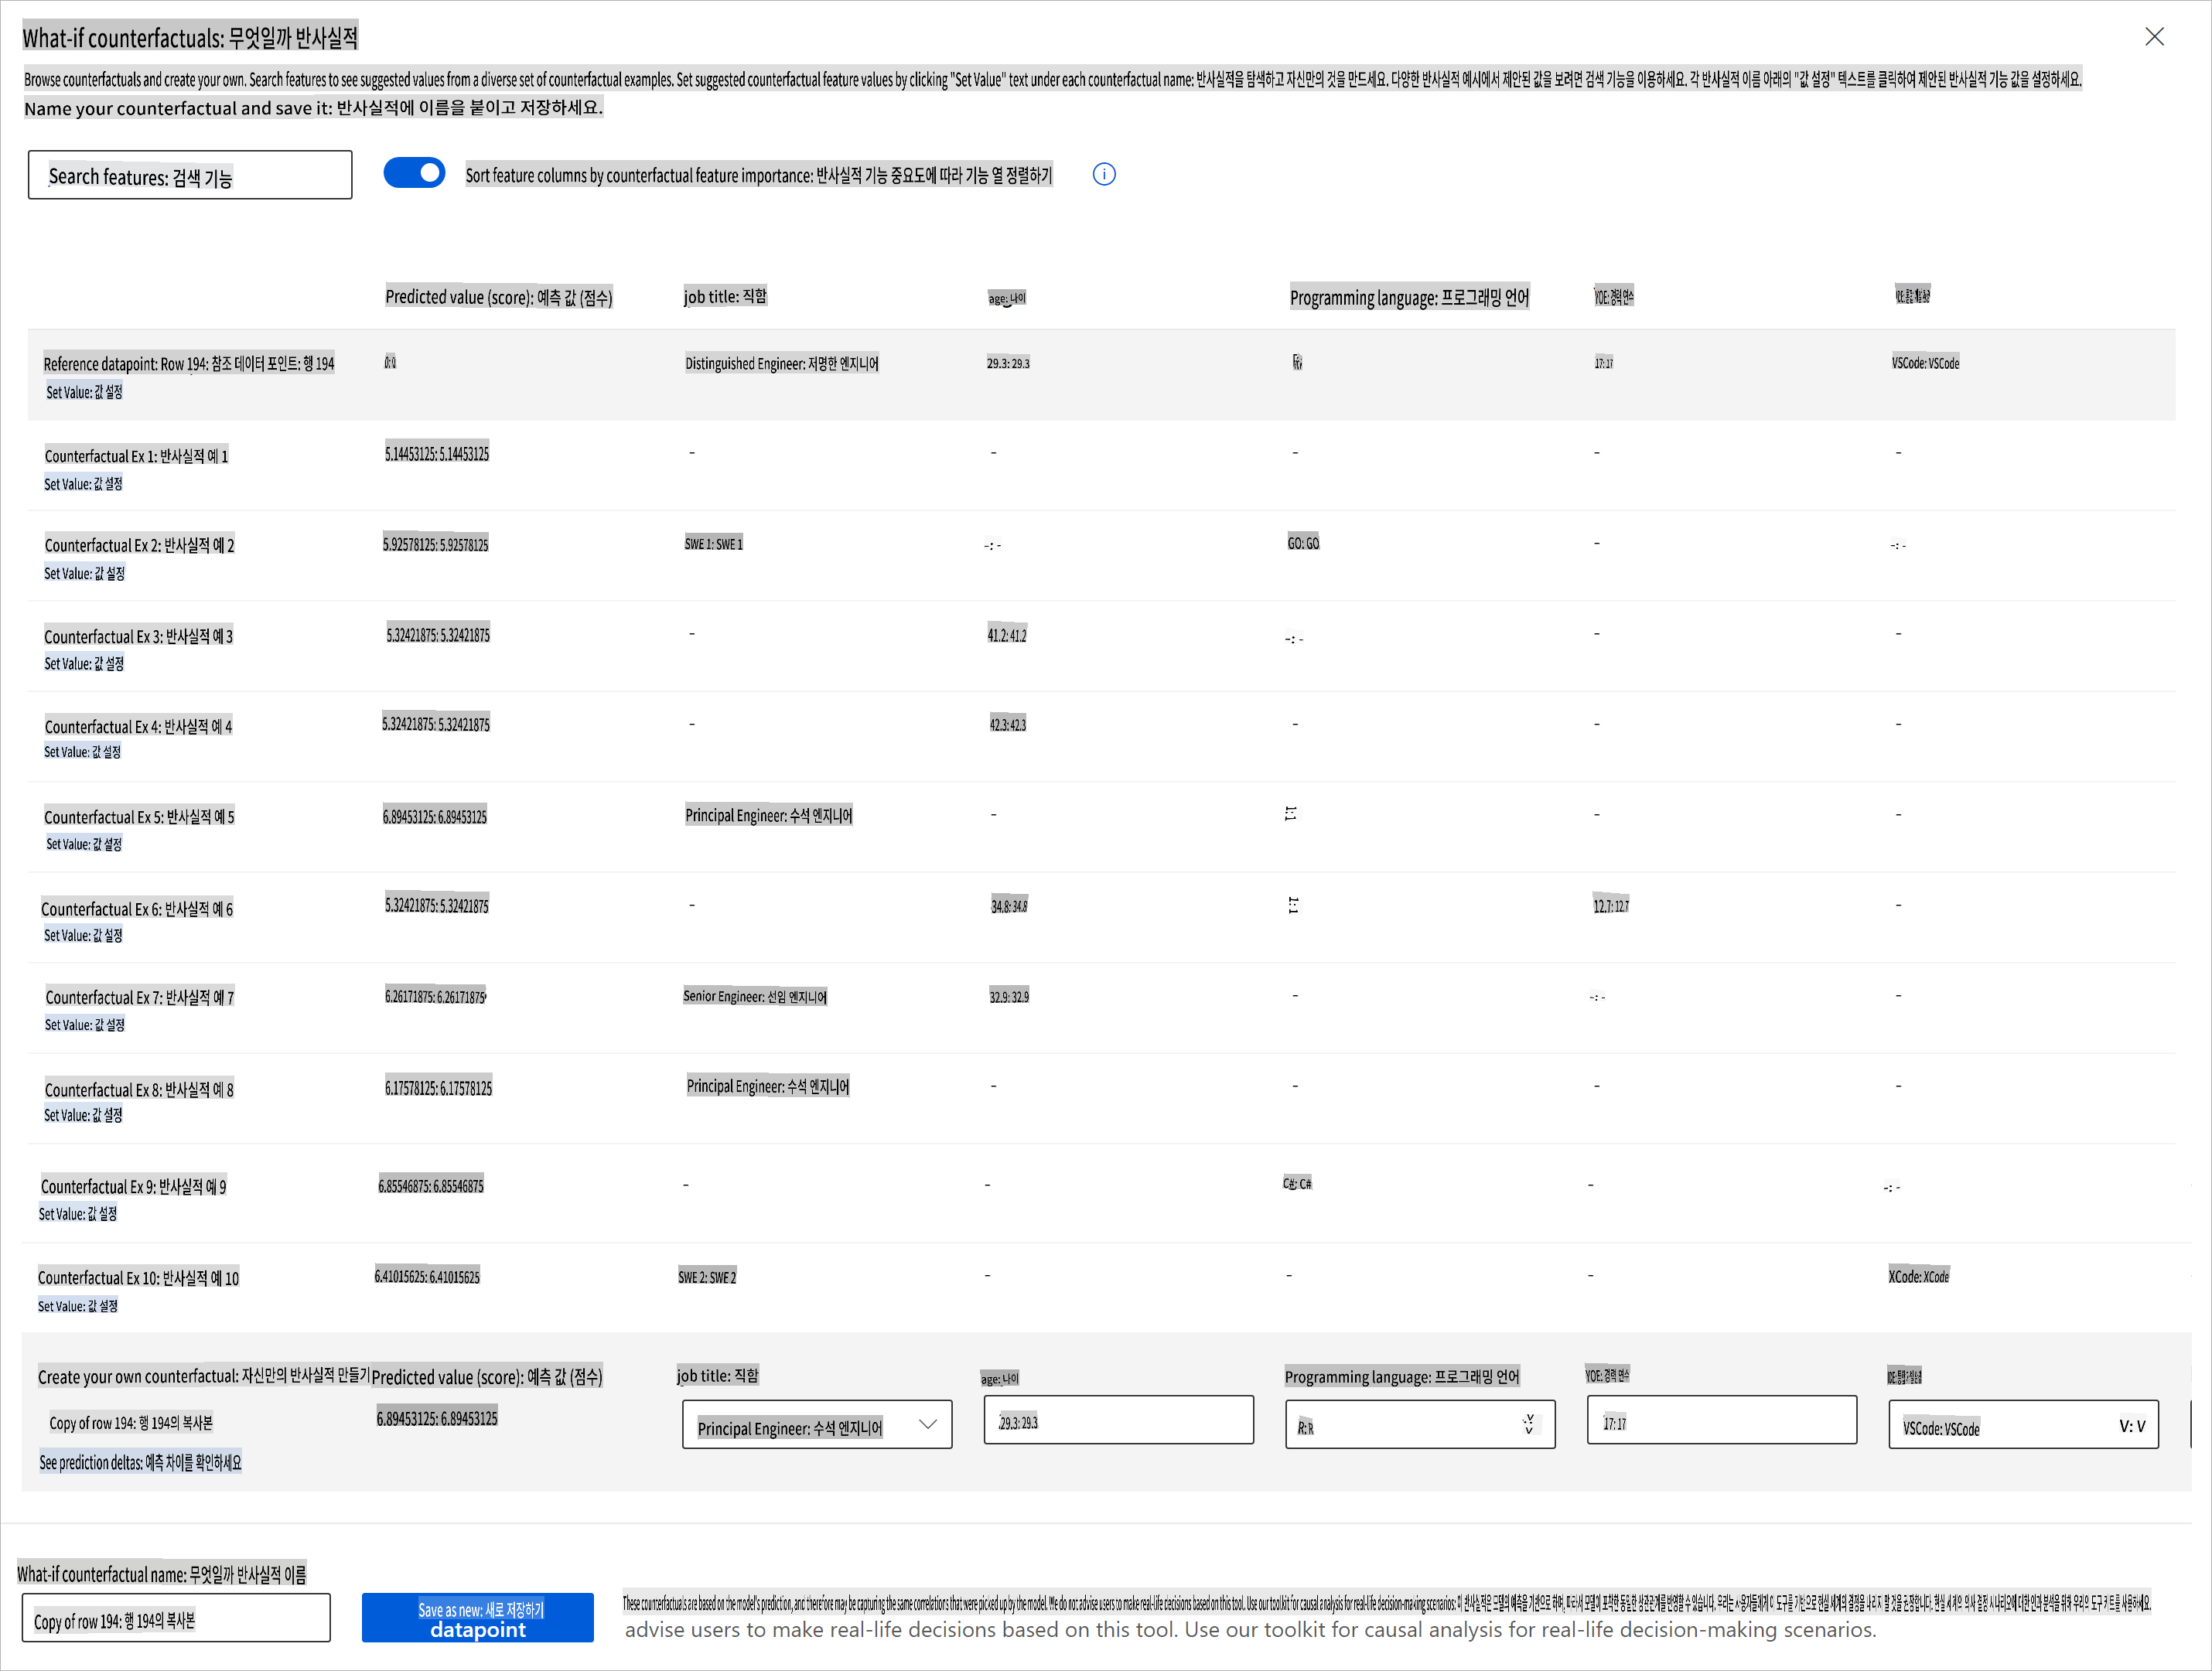 What-if counterfactuals: 무엇일까 반사실적
Browse counterfactuals and create your own. Search features to see suggested values from a diverse set of counterfactual examples. Set suggested counterfactual feature values by clicking "Set Value" text under each counterfactual name: 반사실적을 탐색하고 자신만의 것을 만드세요. 다양한 반사실적 예시에서 제안된 값을 보려면 검색 기능을 이용하세요. 각 반사실적 이름 아래의 "값 설정" 텍스트를 클릭하여 제안된 반사실적 기능 값을 설정하세요.
Name your counterfactual and save it: 반사실적에 이름을 붙이고 저장하세요.
Search features: 검색 기능
Sort feature columns by counterfactual feature importance: 반사실적 기능 중요도에 따라 기능 열 정렬하기
Predicted value (score): 예측 값 (점수) job title: 직함 age: 나이 Programming language: 프로그래밍 언어 YOE: 경력 연수
Reference datapoint: Row 194: 참조 데이터 포인트: 행 194 0: 0 Distinguished Engineer: 저명한 엔지니어 29.3: 29.3 17: 17 VSCode: VSCode
Set Value: 값 설정
Counterfactual Ex 1: 반사실적 예 1 5.14453125: 5.14453125 - - - - -
Set Value: 값 설정
Counterfactual Ex 2: 반사실적 예 2 5.92578125: 5.92578125 SWE 1: SWE 1 -: - GO: GO - -: -
Set Value: 값 설정
Counterfactual Ex 3: 반사실적 예 3 5.32421875: 5.32421875 - 41.2: 41.2 -: - - -
Set Value: 값 설정
Counterfactual Ex 4: 반사실적 예 4 5.32421875: 5.32421875 - 42.3: 42.3 - - -
Set Value: 값 설정
Counterfactual Ex 5: 반사실적 예 5 6.89453125: 6.89453125 Principal Engineer: 수석 엔지니어 - -: - - -
Set Value: 값 설정
Counterfactual Ex 6: 반사실적 예 6 5.32421875: 5.32421875 - 34.8: 34.8 -: - 12.7: 12.7 -
Set Value: 값 설정
Counterfactual Ex 7: 반사실적 예 7 6.26171875: 6.26171875 Senior Engineer: 선임 엔지니어 32.9: 32.9 - -: - -
Set Value: 값 설정
Counterfactual Ex 8: 반사실적 예 8 6.17578125: 6.17578125 Principal Engineer: 수석 엔지니어 - - - -
Set Value: 값 설정
Counterfactual Ex 9: 반사실적 예 9 6.85546875: 6.85546875 - - C#: C# - -: -
Set Value: 값 설정
Counterfactual Ex 10: 반사실적 예 10 6.41015625: 6.41015625 SWE 2: SWE 2 - - - XCode: XCode
Set Value: 값 설정
Create your own counterfactual: 자신만의 반사실적 만들기 Predicted value (score): 예측 값 (점수) job title: 직함 age: 나이 Programming language: 프로그래밍 언어 YOE: 경력 연수
Copy of row 194: 행 194의 복사본 6.89453125: 6.89453125 Principal Engineer: 수석 엔지니어 29.3: 29.3 R: R 17: 17 VSCode: VSCode V: V
See prediction deltas: 예측 차이를 확인하세요
What-if counterfactual name: 무엇일까 반사실적 이름
Copy of row 194: 행 194의 복사본
Save as new: 새로 저장하기
datapoint
These counterfactuals are based on the model's prediction, and therefore may be capturing the same correlations that were picked up by the model. We do not advise users to make real-life decisions based on this tool. Use our toolkit for causal analysis for real-life decision-making scenarios:
advise users to make real-life decisions based on this tool. Use our toolkit for causal analysis for real-life decision-making scenarios.